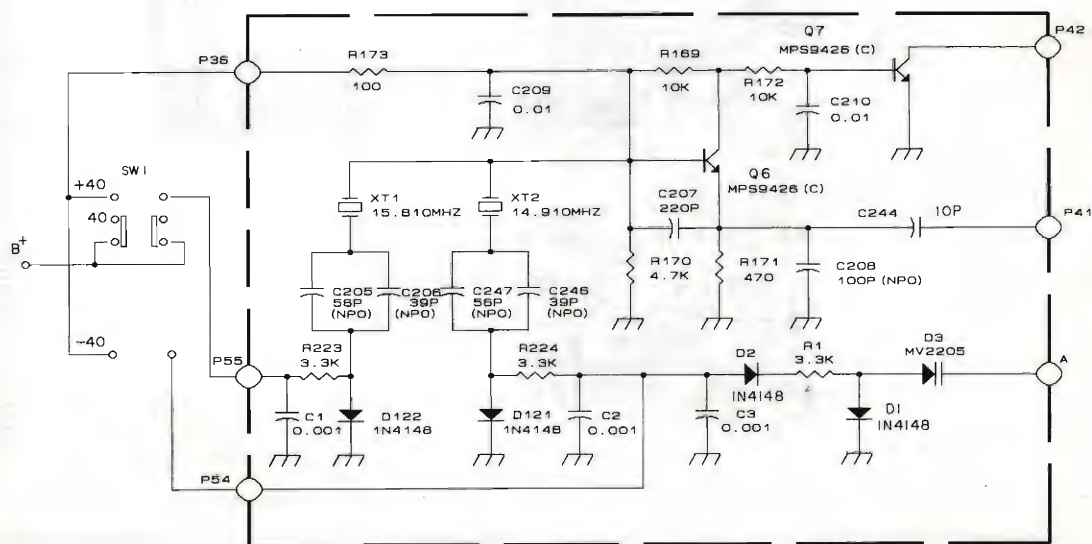 Q7
MPS9426 (C)
P42
P36
R173
100
R169
10K
R172
10K
C209
0.01
C210
0.01
SW1
+40
40
B+
-40
XT1
15.810MHZ
XT2
14.910MHZ
Q6
MPS9426 (C)
C207
220P
C244
10P
P41
C205
56P
(NPO)
C206
39P
(NPO)
C247
56P
(NPO)
C246
39P
(NPO)
R170
4.7K
R171
470
C208
100P (NPO)
P55
R223
3.3K
R224
3.3K
D2
1N4148
R1
3.3K
D3
MV2205
A
C1
0.001
D122
1N4148
D121
1N4148
C2
0.001
C3
0.001
D1
1N4148
P54